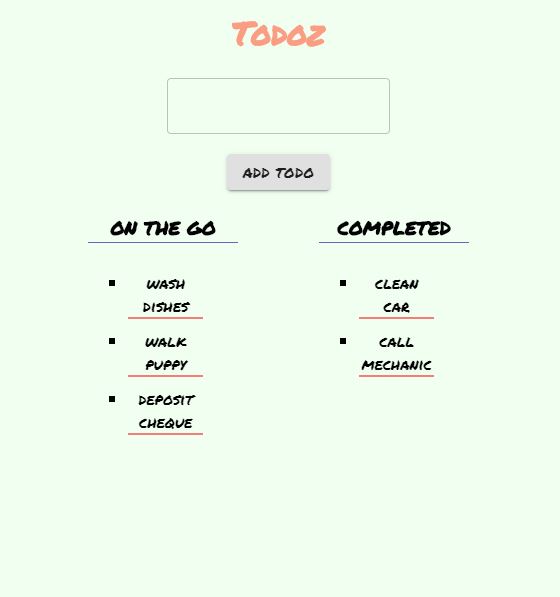 Todoz
ADD TODO
ON THE GO
COMPLETED
WASH
DISHES
WALK
PUPPY
DEPOSIT
CHEQUE
CLEAN
CAR
CALL
MECHANIC